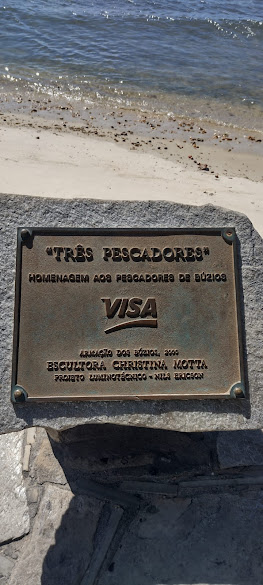 "TRÊS PESCADORES"
HOMENAGEM AOS PESCADORES DE BÚZIOS
VISA
ARMAÇÃO DOS BÚZIOS, 2000
ESCULTORA CHRISTINA MOTTA
PROJETO LUMINOTÉCNICO - NILS ERICSON